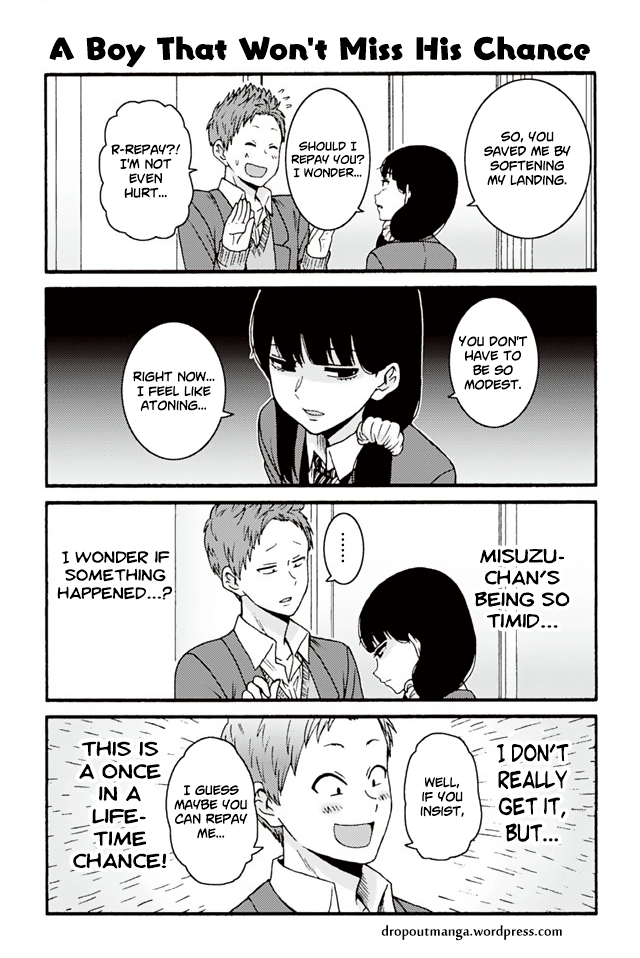 A Boy That Won't Miss His Chance
SO, YOU
SAVED ME BY
SOFTENING
MY LANDING.
SHOULD I
REPAY YOU?
I WONDER...
R-REPAY?!
I'M NOT
EVEN
HURT...
YOU DON'T
HAVE TO
BE SO
MODEST.
RIGHT NOW...
I FEEL LIKE
ATONING...
MISUZU-
CHAN'S
BEING SO
TIMID...
......
I WONDER IF
SOMETHING
HAPPENED...?
I DON'T
REALLY
GET IT,
BUT...
WELL,
IF YOU
INSIST,
I GUESS
MAYBE YOU
CAN REPAY
ME...
THIS IS
A ONCE
IN A
LIFE-
TIME
CHANCE!
dropoutmanga.wordpress.com